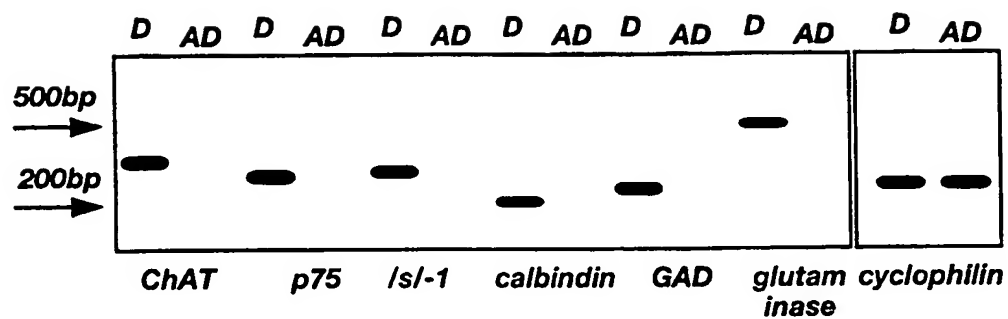 D AD D AD D AD D AD D AD D AD D AD
500bp
200bp
ChAT p75 /s/-1 calbindin GAD glutam cyclophilin
inase